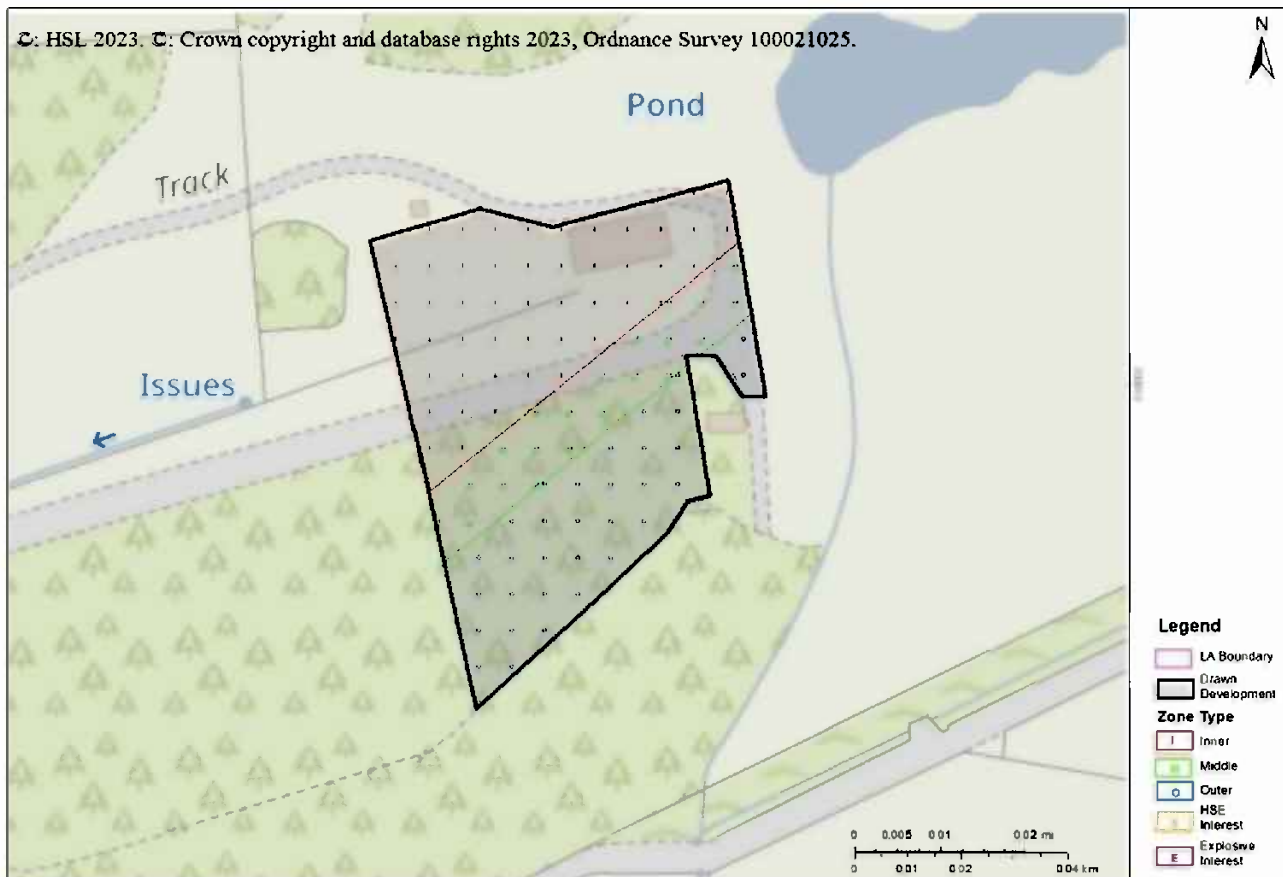 ©: HSL 2023. ©: Crown copyright and database rights 2023, Ordnance Survey 100021025.
N
Pond
Track
Issues
Legend
LA Boundary
Drawn
Development
Zone Type
I Inner
M Middle
O Outer
HSE
Interest
E Explosive
Interest
0 0.005 0.01 0.02 mi
0 0.01 0.02 0.04 km